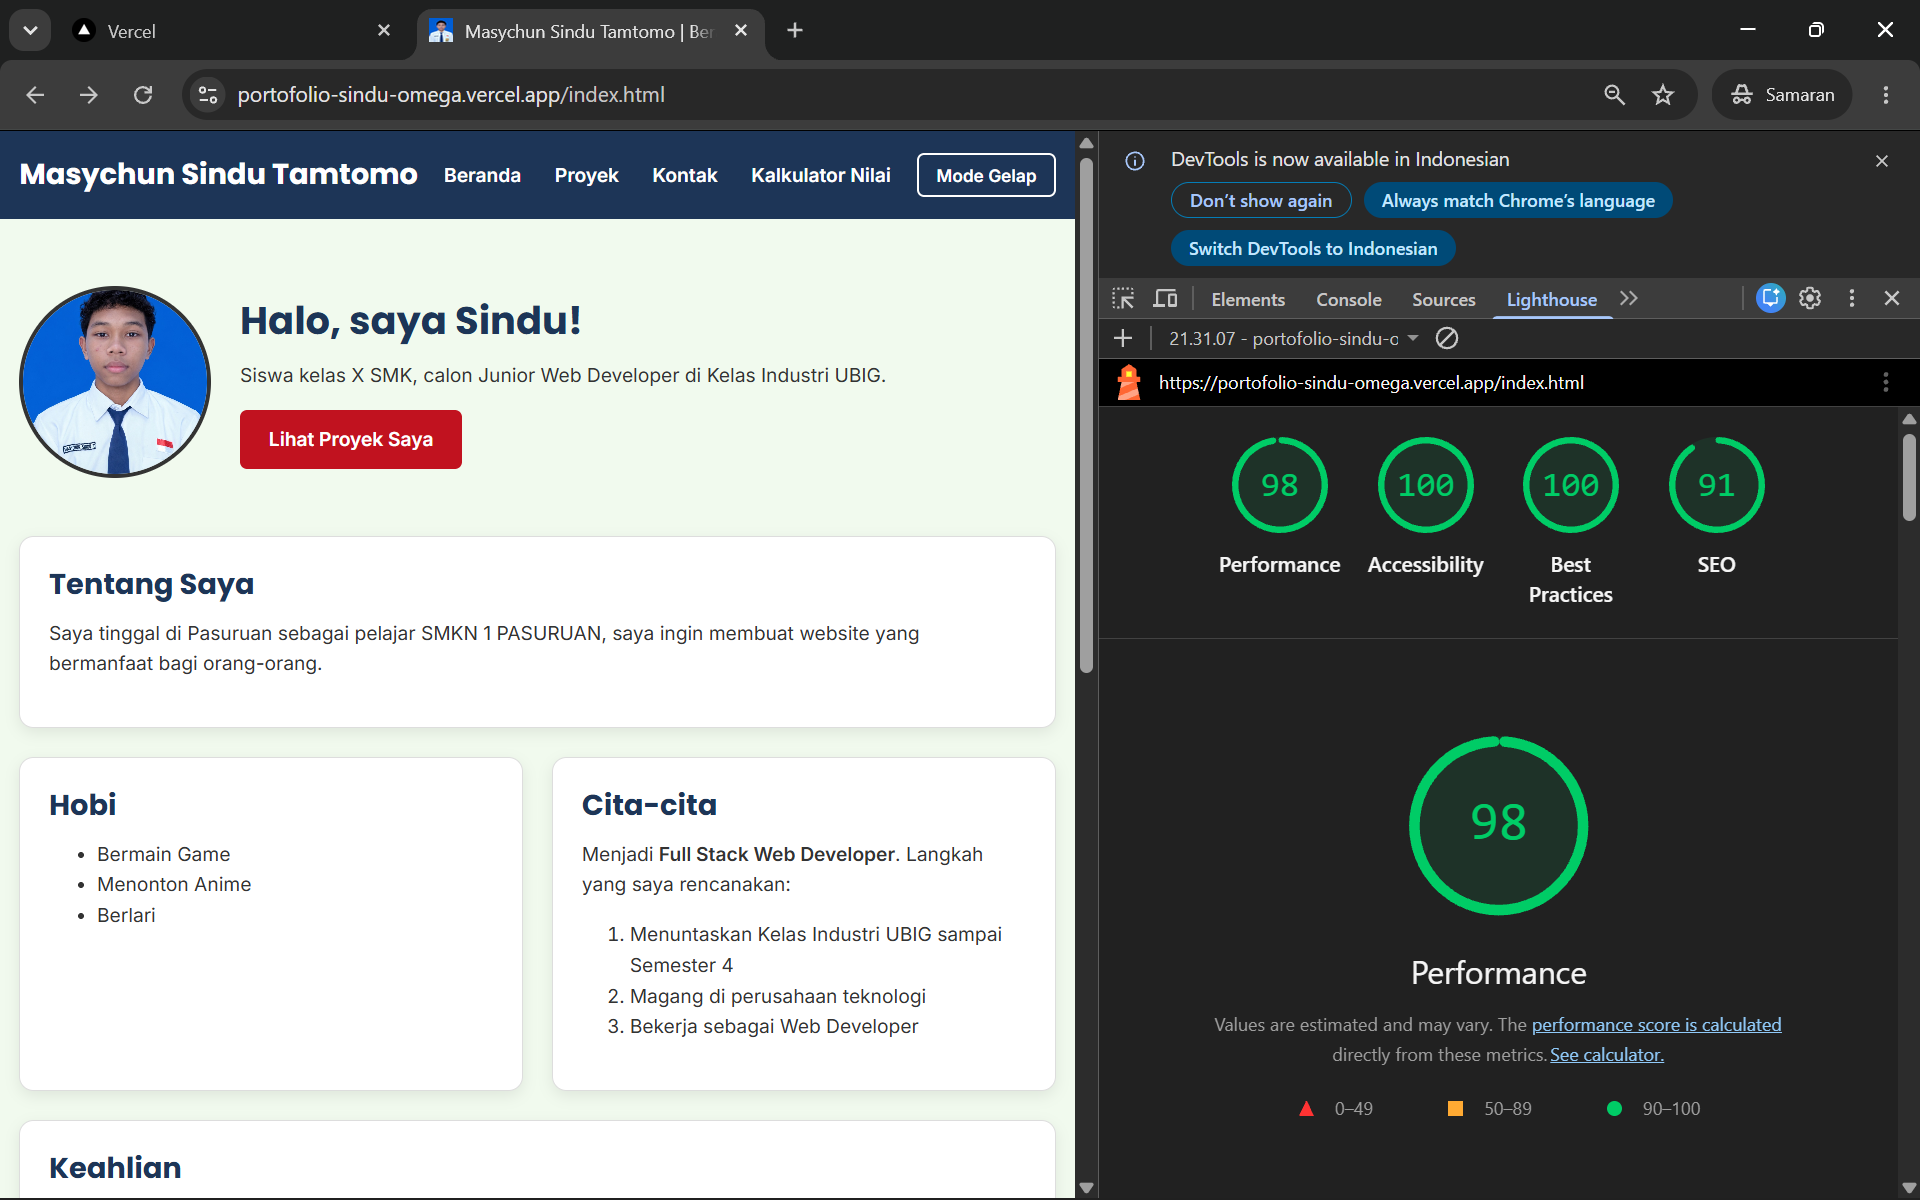 Vercel
Masychun Sindu Tamtomo | Ber
portofolio-sindu-omega.vercel.app/index.html
Samaran
Masychun Sindu Tamtomo
Beranda
Proyek
Kontak
Kalkulator Nilai
Mode Gelap
Halo, saya Sindu!
Siswa kelas X SMK, calon Junior Web Developer di Kelas Industri UBIG.
Lihat Proyek Saya
Tentang Saya
Saya tinggal di Pasuruan sebagai pelajar SMKN 1 PASURUAN, saya ingin membuat website yang
bermanfaat bagi orang-orang.
Hobi
Bermain Game
Menonton Anime
Berlari
Cita-cita
Menjadi Full Stack Web Developer. Langkah
yang saya rencanakan:
1. Menuntaskan Kelas Industri UBIG sampai
Semester 4
2. Magang di perusahaan teknologi
3. Bekerja sebagai Web Developer
Keahlian
DevTools is now available in Indonesian
Don't show again
Always match Chrome's language
Switch DevTools to Indonesian
Elements
Console
Sources
Lighthouse
21.31.07 - portofolio-sindu-o
https://portofolio-sindu-omega.vercel.app/index.html
98
100
100
91
Performance
Accessibility
Best
Practices
SEO
98
Performance
Values are estimated and may vary. The performance score is calculated
directly from these metrics. See calculator.
0–49
50–89
90–100